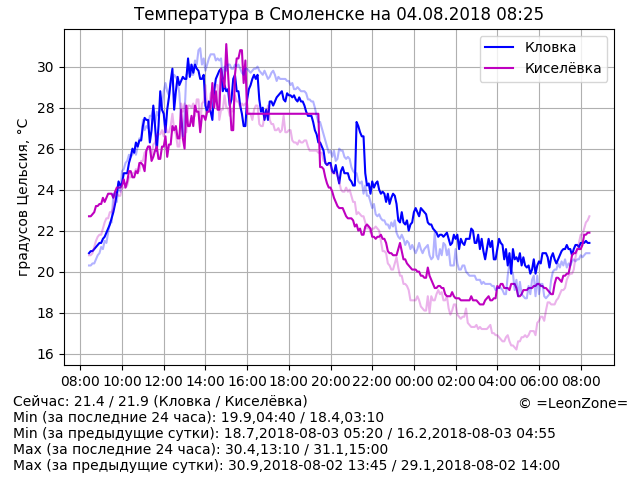 Температура в Смоленске на 04.08.2018 08:25
Кловка
Киселёвка
градусов Цельсия, °C
30
28
26
24
22
20
18
16
08:00 10:00 12:00 14:00 16:00 18:00 20:00 22:00 00:00 02:00 04:00 06:00 08:00
Сейчас: 21.4 / 21.9 (Кловка / Киселёвка)
© =LeonZone=
Min (за последние 24 часа): 19.9,04:40 / 18.4,03:10
Min (за предыдущие сутки): 18.7,2018-08-03 05:20 / 16.2,2018-08-03 04:55
Max (за последние 24 часа): 30.4,13:10 / 31.1,15:00
Max (за предыдущие сутки): 30.9,2018-08-02 13:45 / 29.1,2018-08-02 14:00